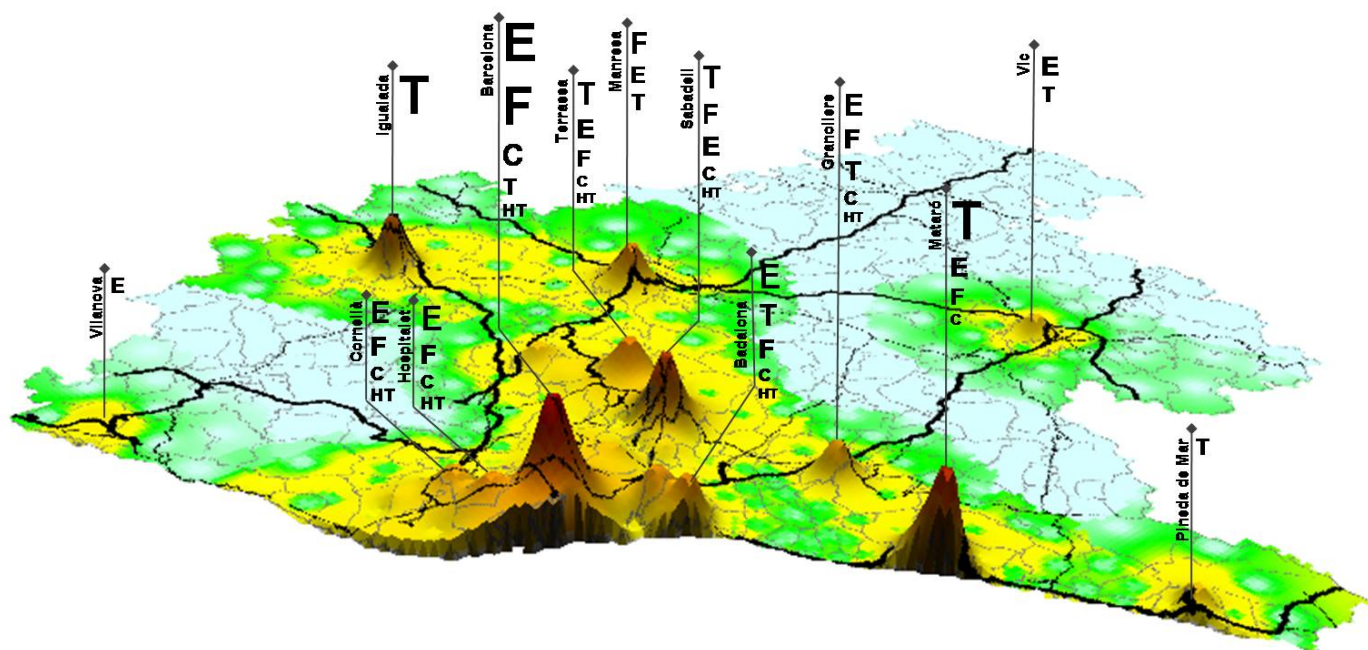 Vilanova
E
Cornella
E
F
C
HT
Hospitalet
E
F
C
HT
Igualada
T
Barcelona
E
F
C
T
HT
Terrassa
T
E
F
C
HT
Manresa
F
E
T
Sabadell
T
F
E
C
HT
Badalona
E
T
F
C
HT
Granollers
E
F
T
C
HT
Mataró
T
E
F
C
Vic
E
T
Pineda de Mar
T